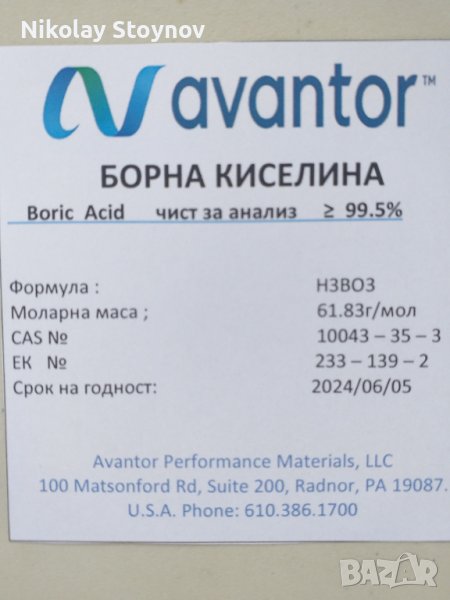 Nikolay Stoynov
avantor™
БОРНА КИСЕЛИНА
Boric Acid чист за анализ ≥ 99.5%
Формула : H3BO3
Моларна маса ; 61.83г/мол
CAS № 10043 – 35 – 3
ЕК № 233 – 139 – 2
Срок на годност: 2024/06/05
Avantor Performance Materials, LLC
100 Matsonford Rd, Suite 200, Radnor, PA 19087.
U.S.A. Phone: 610.386.1700
BAZAR